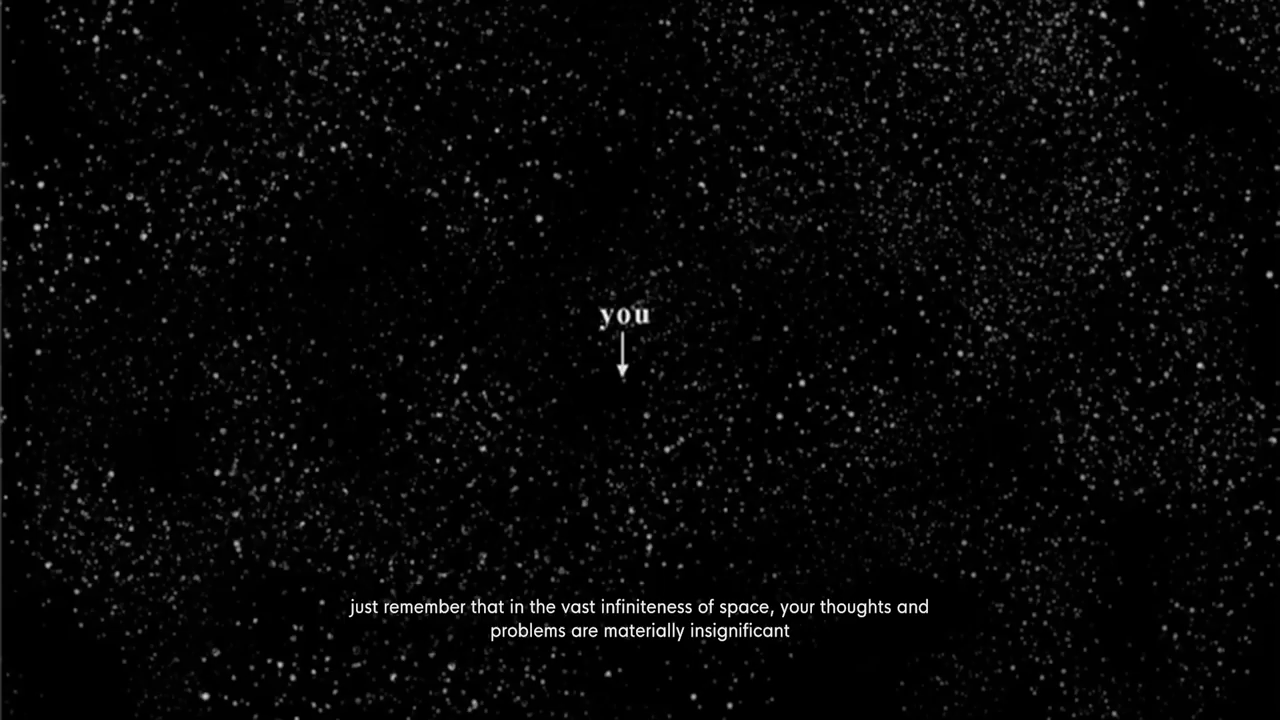 you
just remember that in the vast infiniteness of space, your thoughts and
problems are materially insignificant